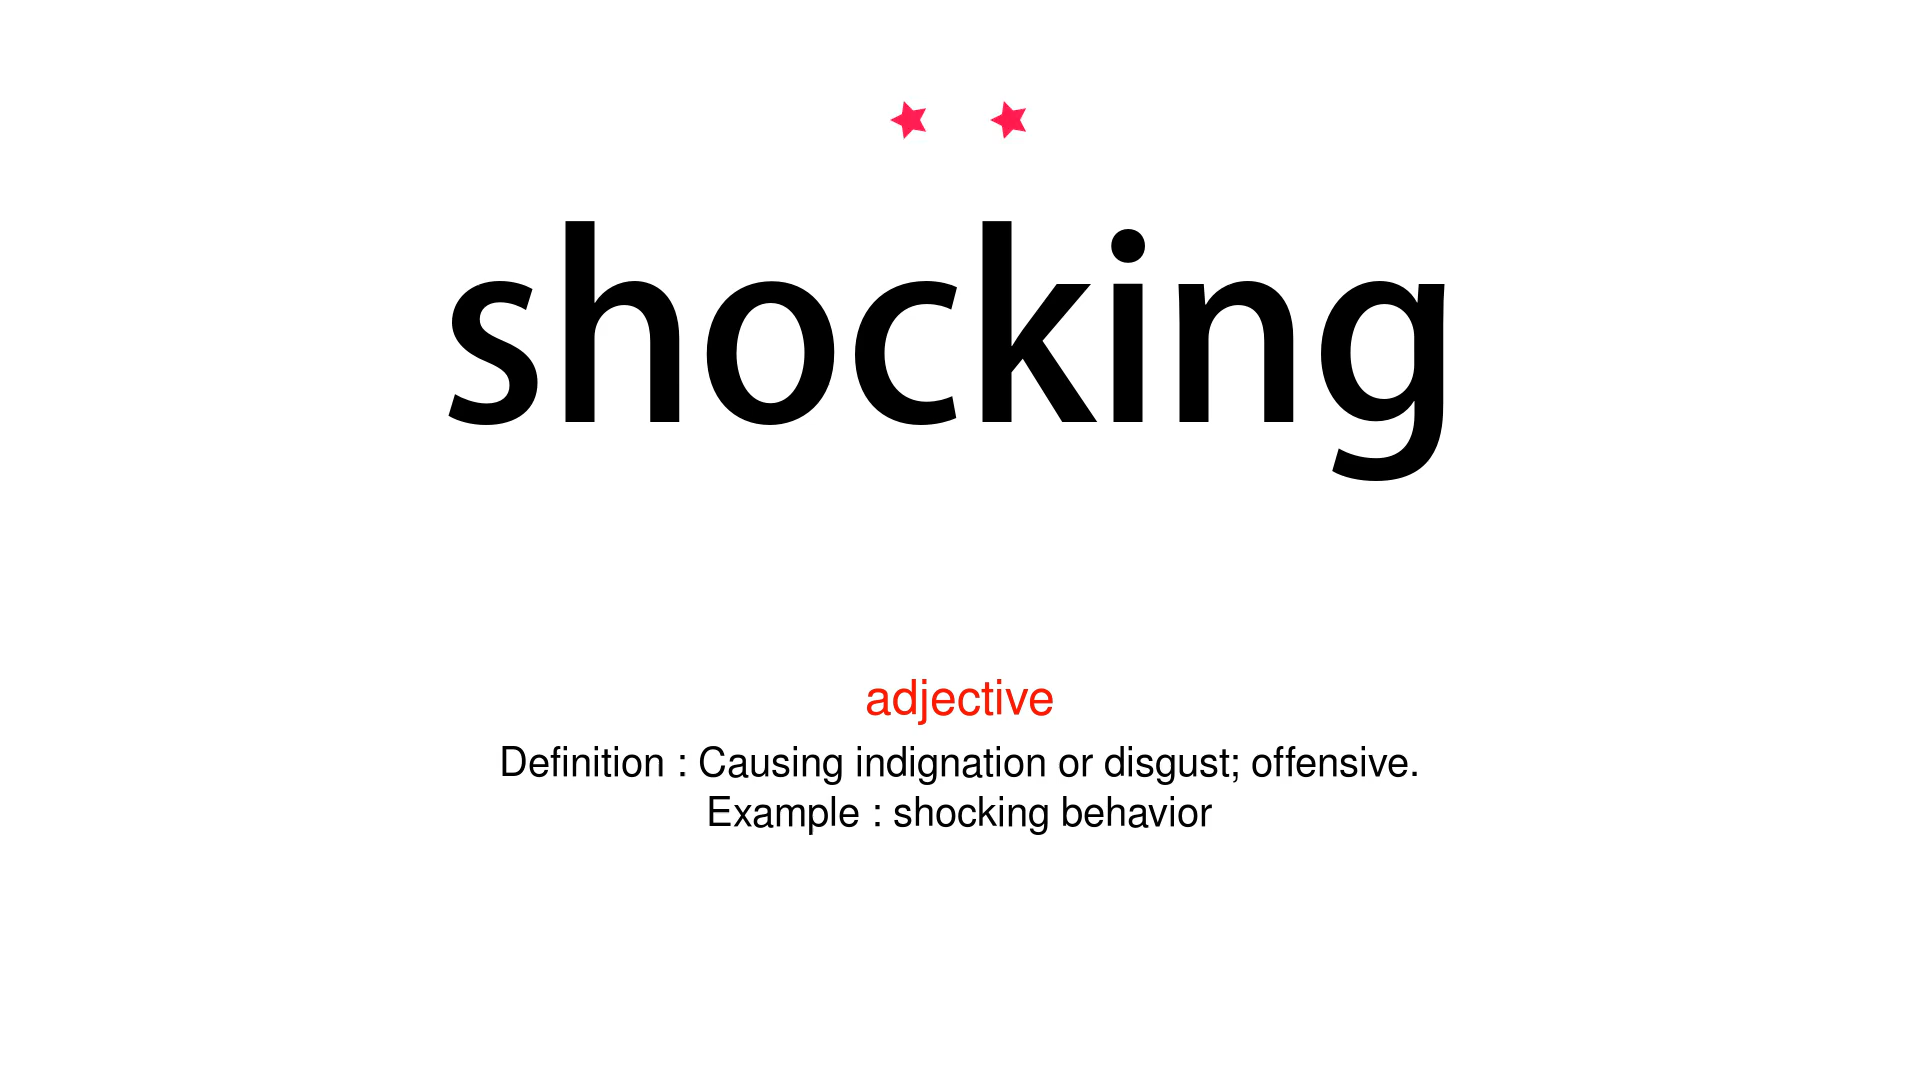 shocking
adjective
Definition : Causing indignation or disgust; offensive.
Example : shocking behavior